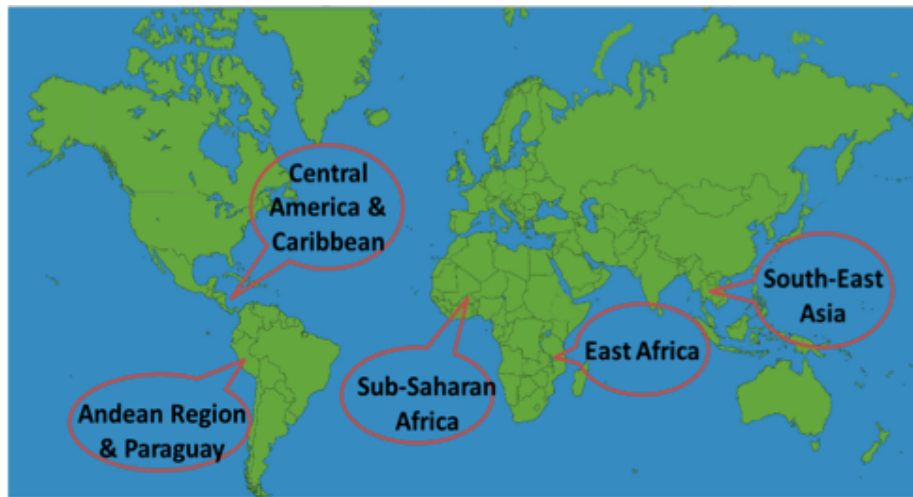 Central
America &
Caribbean
South-East
Asia
East Africa
Sub-Saharan
Africa
Andean Region
& Paraguay